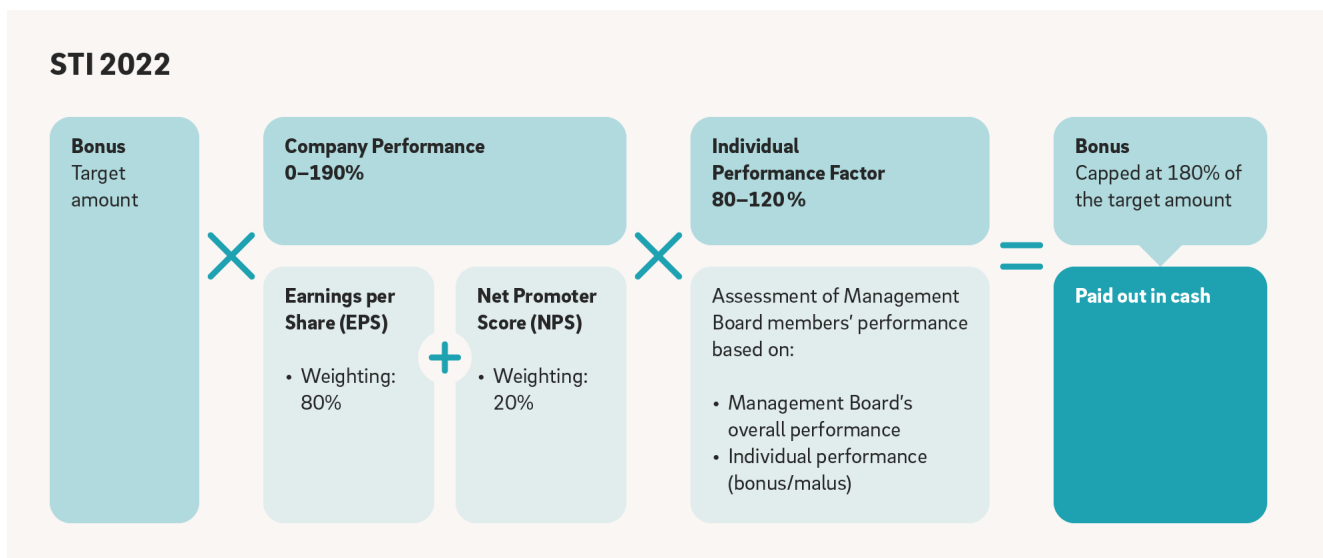 STI 2022
Bonus
Target
amount
Company Performance
0–190%
Earnings per
Share (EPS)
• Weighting:
80%
Net Promoter
Score (NPS)
• Weighting:
20%
Individual
Performance Factor
80–120 %
Assessment of Management
Board members’ performance
based on:
• Management Board’s
overall performance
• Individual performance
(bonus/malus)
Bonus
Capped at 180% of
the target amount
Paid out in cash